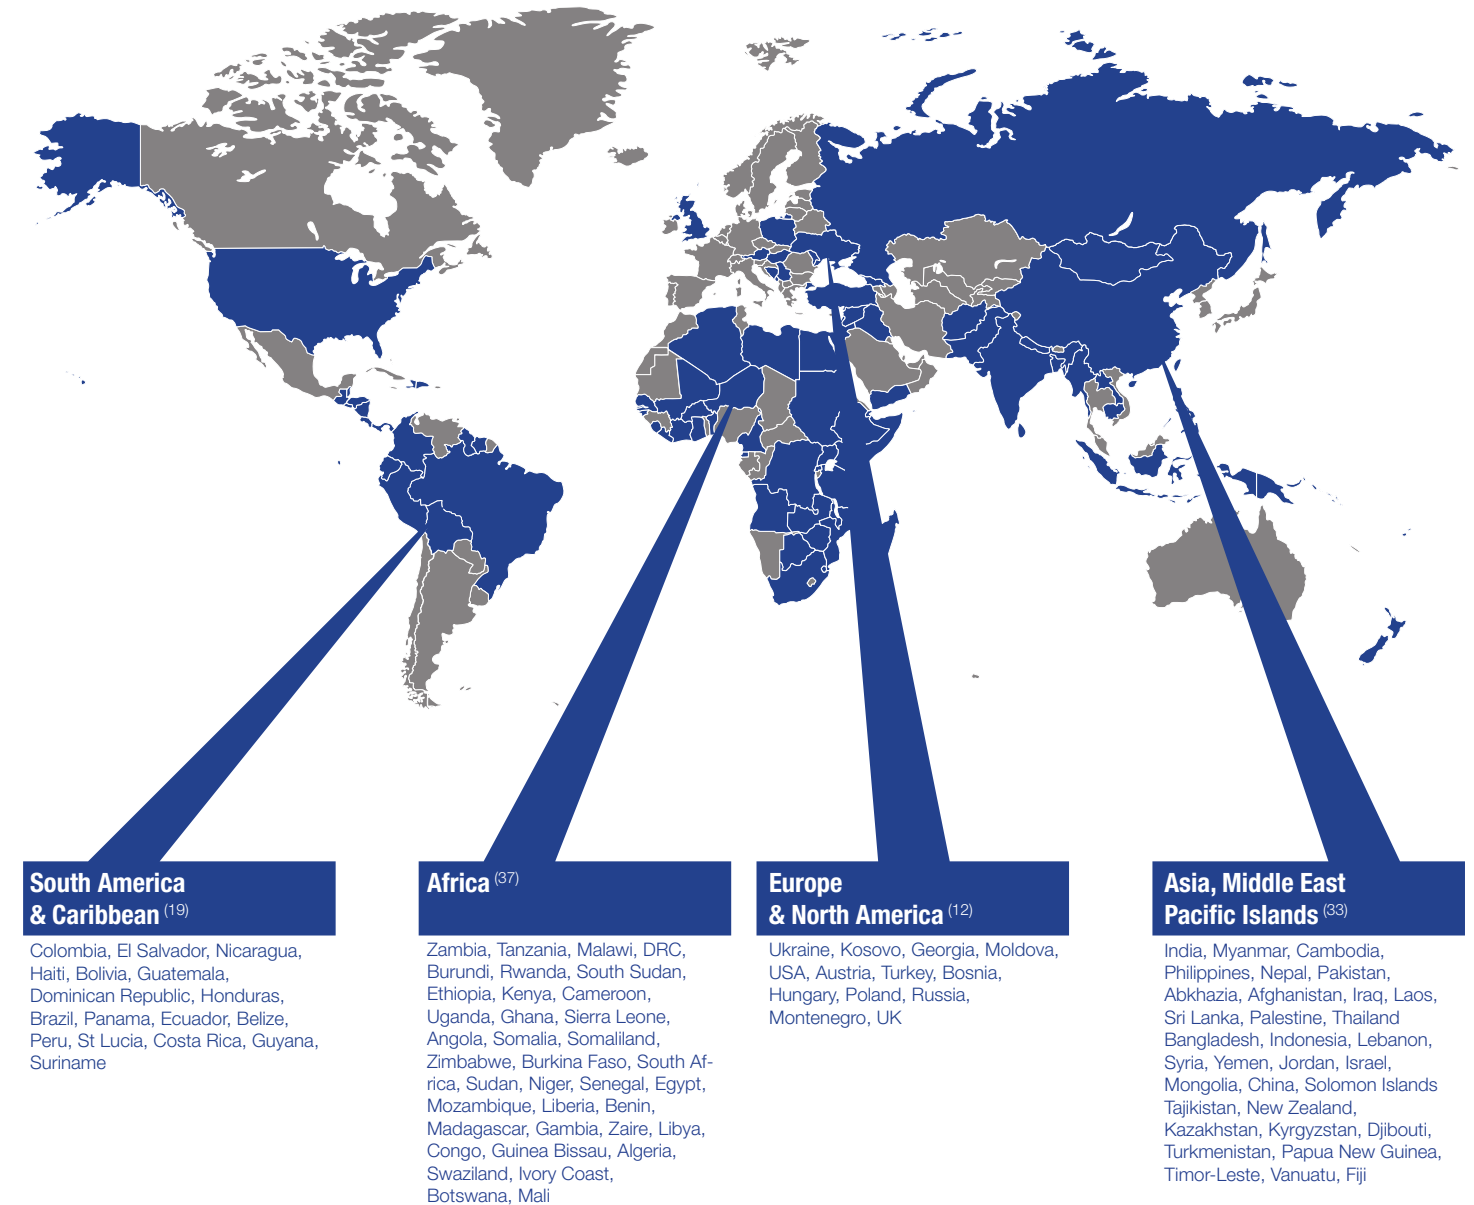 South America
& Caribbean (19)
Colombia, El Salvador, Nicaragua,
Haiti, Bolivia, Guatemala,
Dominican Republic, Honduras,
Brazil, Panama, Ecuador, Belize,
Peru, St Lucia, Costa Rica, Guyana,
Suriname
Africa (37)
Zambia, Tanzania, Malawi, DRC,
Burundi, Rwanda, South Sudan,
Ethiopia, Kenya, Cameroon,
Uganda, Ghana, Sierra Leone,
Angola, Somalia, Somaliland,
Zimbabwe, Burkina Faso, South Af-
rica, Sudan, Niger, Senegal, Egypt,
Mozambique, Liberia, Benin,
Madagascar, Gambia, Zaire, Libya,
Congo, Guinea Bissau, Algeria,
Swaziland, Ivory Coast,
Botswana, Mali
Europe
& North America (12)
Ukraine, Kosovo, Georgia, Moldova,
USA, Austria, Turkey, Bosnia,
Hungary, Poland, Russia,
Montenegro, UK
Asia, Middle East
Pacific Islands (33)
India, Myanmar, Cambodia,
Philippines, Nepal, Pakistan,
Abkhazia, Afghanistan, Iraq, Laos,
Sri Lanka, Palestine, Thailand
Bangladesh, Indonesia, Lebanon,
Syria, Yemen, Jordan, Israel,
Mongolia, China, Solomon Islands
Tajikistan, New Zealand,
Kazakhstan, Kyrgyzstan, Djibouti,
Turkmenistan, Papua New Guinea,
Timor-Leste, Vanuatu, Fiji